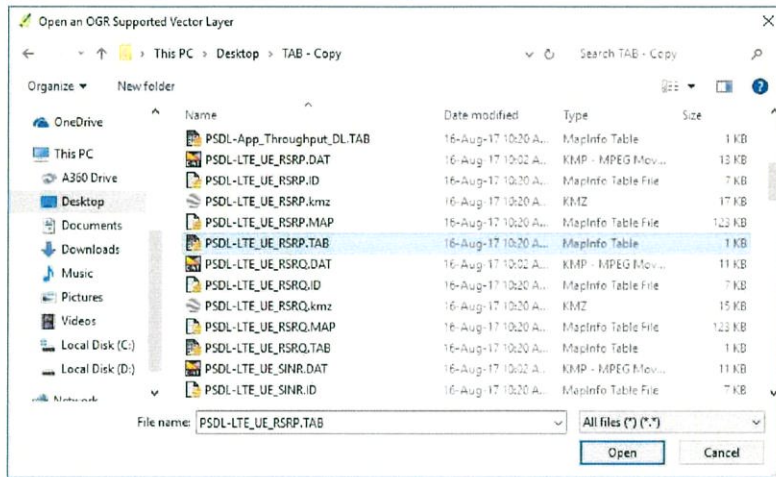 Open an OGR Supported Vector Layer
This PC > Desktop > TAB - Copy
Search TAB - Copy
Organize
New folder
Name Date modified Type Size
OneDrive
This PC
A360 Drive
Desktop
Documents
Downloads
Music
Pictures
Videos
Local Disk (C:)
Local Disk (D:)
Network
PSDL-App_Throughput_DL.TAB 16-Aug-17 10:20 A... MapInfo Table 1 KB
PSDL-LTE_UE_RSRP.DAT 16-Aug-17 10:02 A... KMP - MPEG Mov... 13 KB
PSDL-LTE_UE_RSRP.ID 16-Aug-17 10:20 A... MapInfo Table File 7 KB
PSDL-LTE_UE_RSRP.kmz 16-Aug-17 10:20 A... KMZ 17 KB
PSDL-LTE_UE_RSRP.MAP 16-Aug-17 10:20 A... MapInfo Table File 123 KB
PSDL-LTE_UE_RSRP.TAB 16-Aug-17 10:20 A... MapInfo Table 1 KB
PSDL-LTE_UE_RSRQ.DAT 16-Aug-17 10:02 A... KMP - MPEG Mov... 11 KB
PSDL-LTE_UE_RSRQ.ID 16-Aug-17 10:20 A... MapInfo Table File 7 KB
PSDL-LTE_UE_RSRQ.kmz 16-Aug-17 10:20 A... KMZ 15 KB
PSDL-LTE_UE_RSRQ.MAP 16-Aug-17 10:20 A... MapInfo Table File 123 KB
PSDL-LTE_UE_RSRQ.TAB 16-Aug-17 10:20 A... MapInfo Table 1 KB
PSDL-LTE_UE_SINR.DAT 16-Aug-17 10:02 A... KMP - MPEG Mov... 11 KB
PSDL-LTE_UE_SINR.ID 16-Aug-17 10:20 A... MapInfo Table File 7 KB
File name: PSDL-LTE_UE_RSRP.TAB
All files (*) (*.*)
Open Cancel